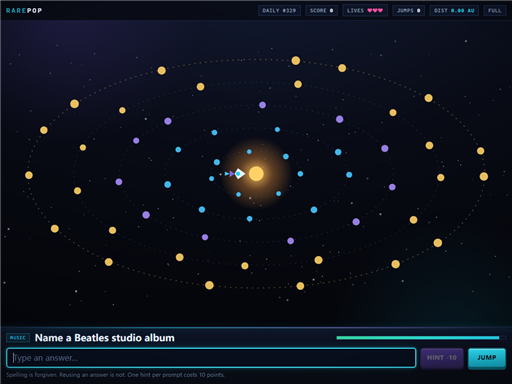 RAREPOP
DAILY #329
SCORE 0
LIVES ♥♥♥
JUMPS 0
DIST 0.00 AU
FULL
MUSIC
Name a Beatles studio album
Type an answer...
HINT -10
JUMP
Spelling is forgiven. Reusing an answer is not. One hint per prompt costs 10 points.